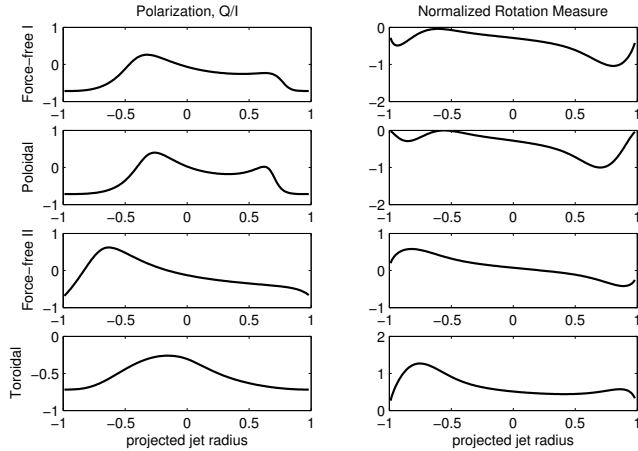 Polarization, Q/I
Normalized Rotation Measure
Force−free I
1
0
−1
−1 −0.5 0 0.5 1
0
−1
−2
−1 −0.5 0 0.5 1
Poloidal
1
0
−1
−1 −0.5 0 0.5 1
0
−1
−2
−1 −0.5 0 0.5 1
Force−free II
1
0
−1
−1 −0.5 0 0.5 1
1
0
−1
−1 −0.5 0 0.5 1
Toroidal
0
−0.5
−1
−1 −0.5 0 0.5 1
projected jet radius
2
1
0
−1 −0.5 0 0.5 1
projected jet radius